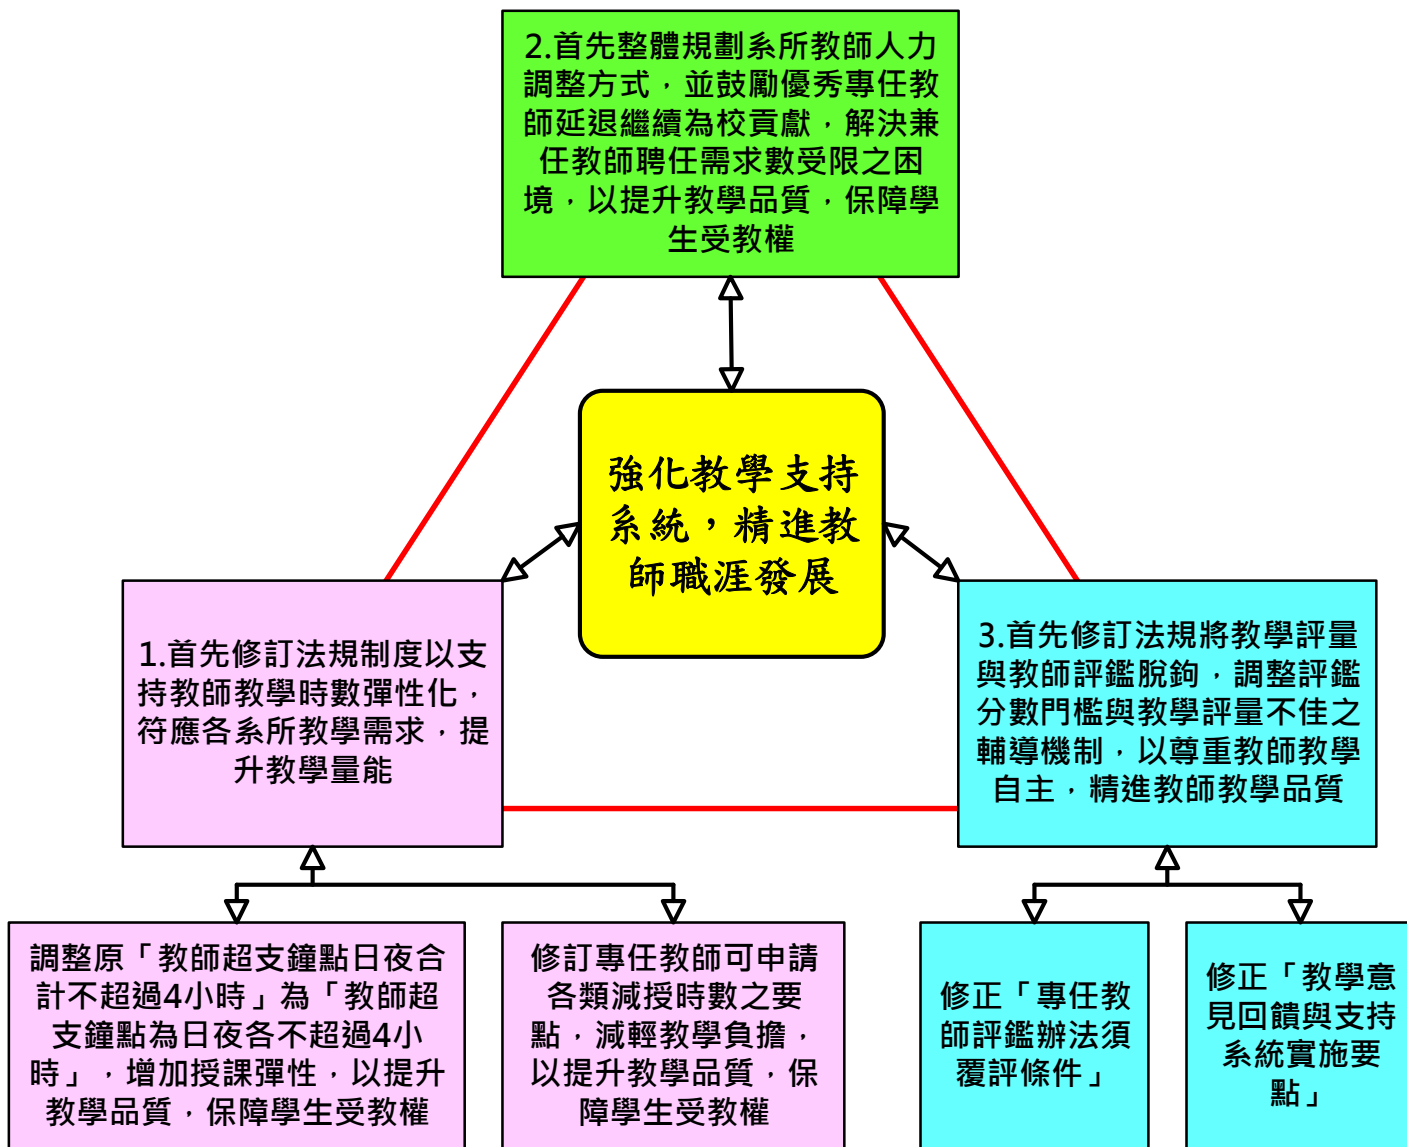 2.首先整體規劃系所教師人力
調整方式，並鼓勵優秀專任教
師延退繼續為校貢獻，解決兼
任教師聘任需求數受限之困
境，以提升教學品質，保障學
生受教權
強化教學支持
系統，精進教
師職涯發展
1.首先修訂法規制度以支
持教師教學時數彈性化，
符應各系所教學需求，提
升教學量能
3.首先修訂法規將教學評量
與教師評鑑脫鉤，調整評鑑
分數門檻與教學評量不佳之
輔導機制，以尊重教師教學
自主，精進教師教學品質
調整原「教師超支鐘點日夜合
計不超過4小時」為「教師超
支鐘點為日夜各不超過4小
時」，增加授課彈性，以提升
教學品質，保障學生受教權
修訂專任教師可申請
各類減授時數之要
點，減輕教學負擔，
以提升教學品質，保
障學生受教權
修正「專任教
師評鑑辦法須
覆評條件」
修正「教學意
見回饋與支持
系統實施要
點」